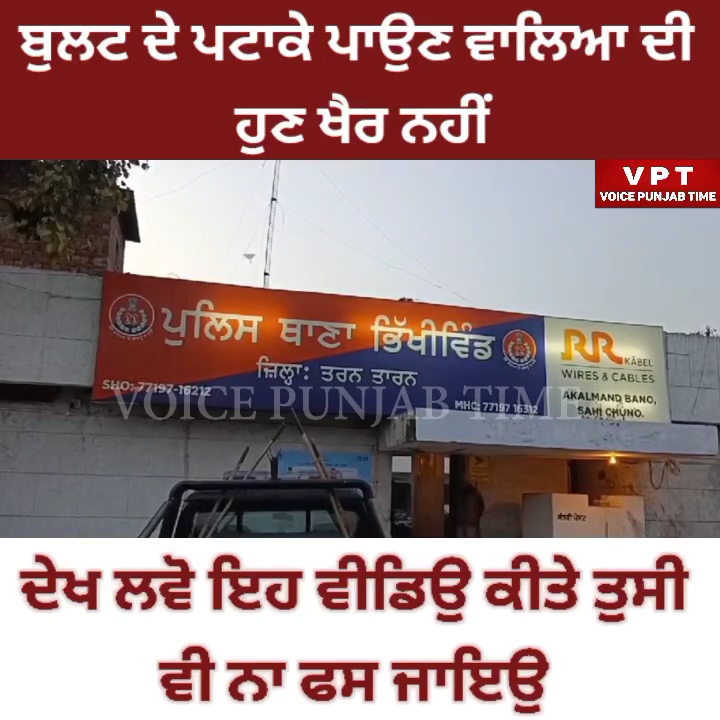 ਬੁਲਟ ਦੇ ਪਟਾਕੇ ਪਾਉਣ ਵਾਲਿਆ ਦੀ
ਹੁਣ ਖੈਰ ਨਹੀਂ
VPT
VOICE PUNJAB TIME
ਪੁਲਿਸ ਥਾਣਾ ਭਿੱਖੀਵਿੰਡ
ਜ਼ਿਲ੍ਹਾ: ਤਰਨ ਤਾਰਨ
SHO: 77197-16212
MHC: 77197 16312
RR KABEL
WIRES & CABLES
AKALMAND BANO,
SAHI CHUNO.
VOICE PUNJAB TIME
ਦੇਖ ਲਵੋ ਇਹ ਵੀਡਿਉ ਕੀਤੇ ਤੁਸੀ
ਵੀ ਨਾ ਫਸ ਜਾਇਉ